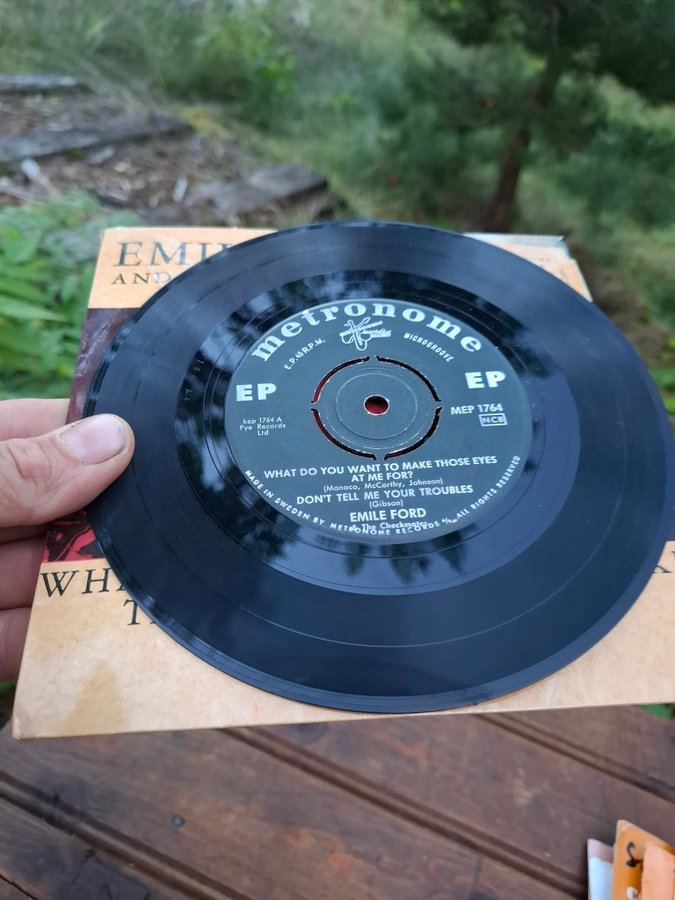 EMI
AND
metronome
E.P. 45 R.P.M.
MICROGROOVE
EP
EP
kep 1764 A
Pye Records
Ltd
MEP 1764
NCB
WHAT DO YOU WANT TO MAKE THOSE EYES
AT ME FOR?
(Monaco, McCarthy, Johnson)
DON'T TELL ME YOUR TROUBLES
(Gibson)
EMILE FORD
& The Checkmates
MADE IN SWEDEN BY METRONOME RECORDS A/B ALL RIGHTS RESERVED
WH
T